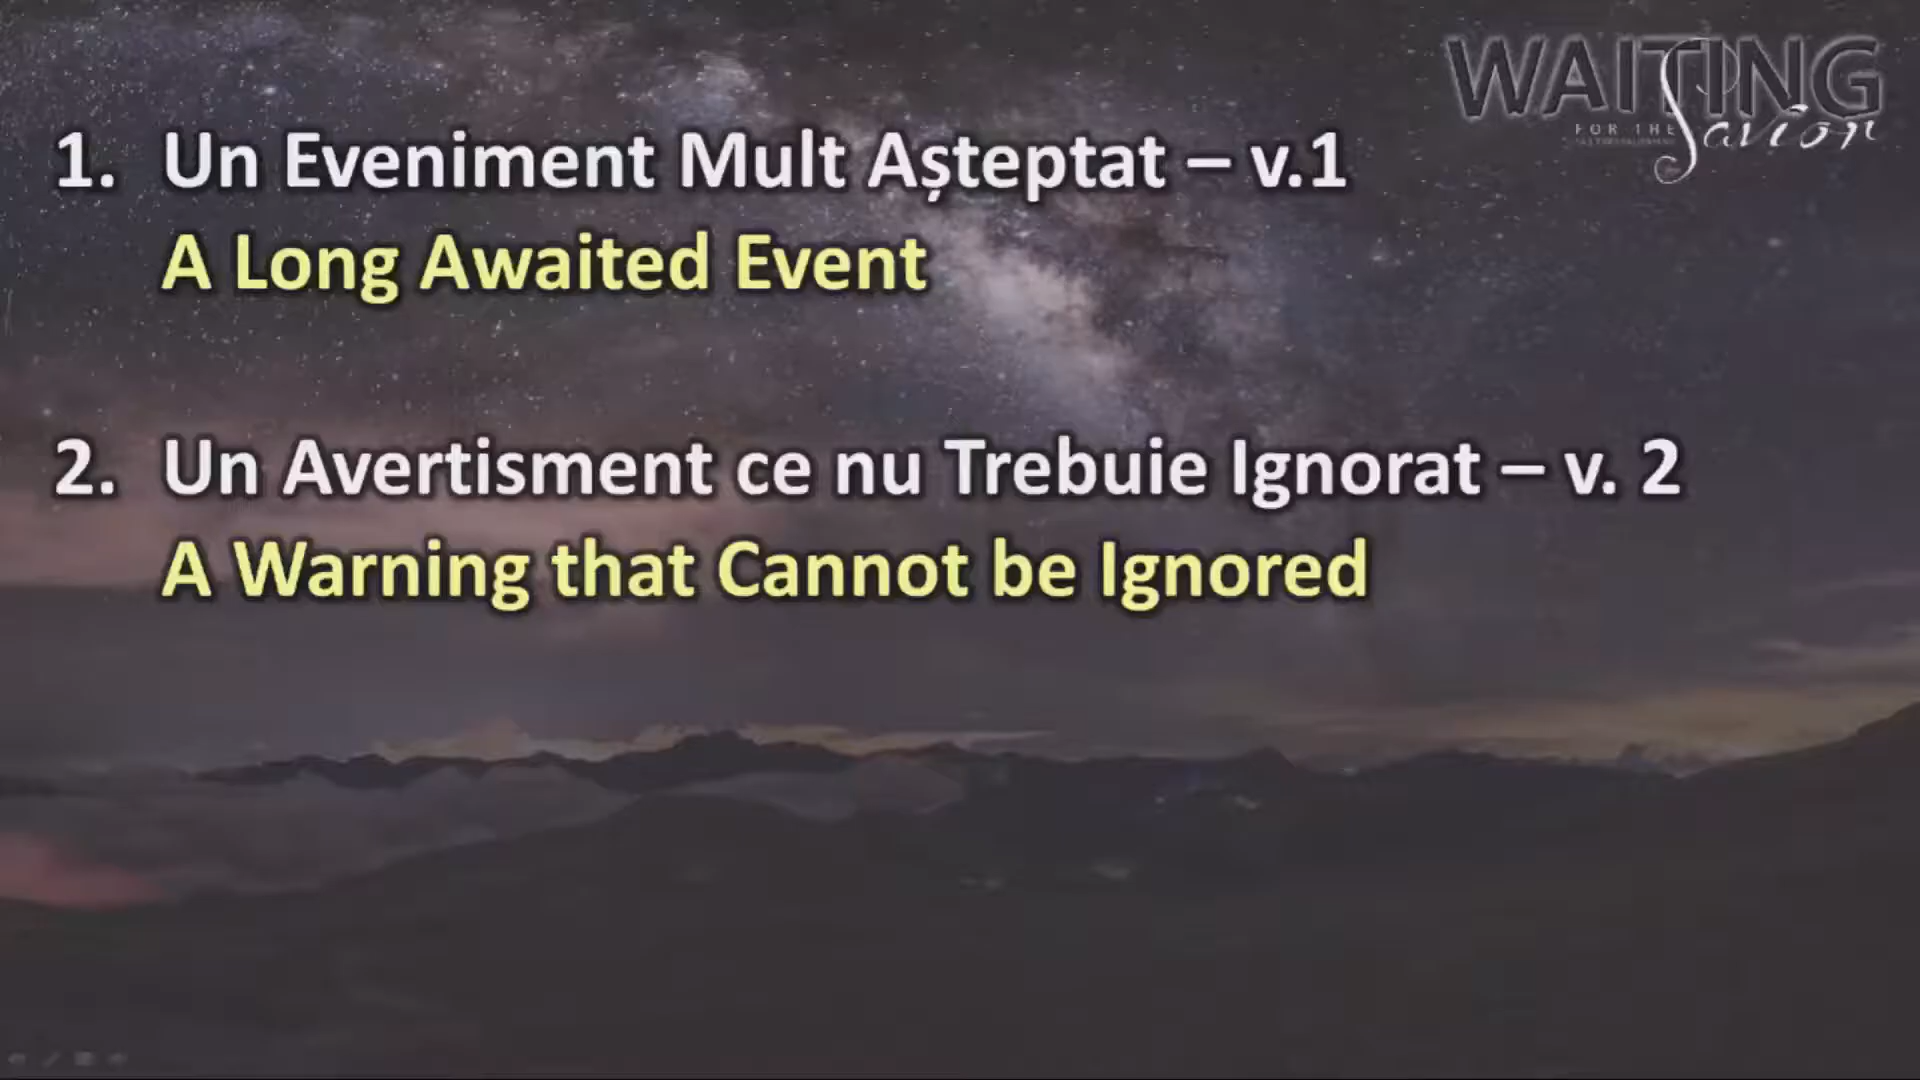 WAITING
FOR THE Savior
1. Un Eveniment Mult Așteptat – v.1
A Long Awaited Event
2. Un Avertisment ce nu Trebuie Ignorat – v. 2
A Warning that Cannot be Ignored